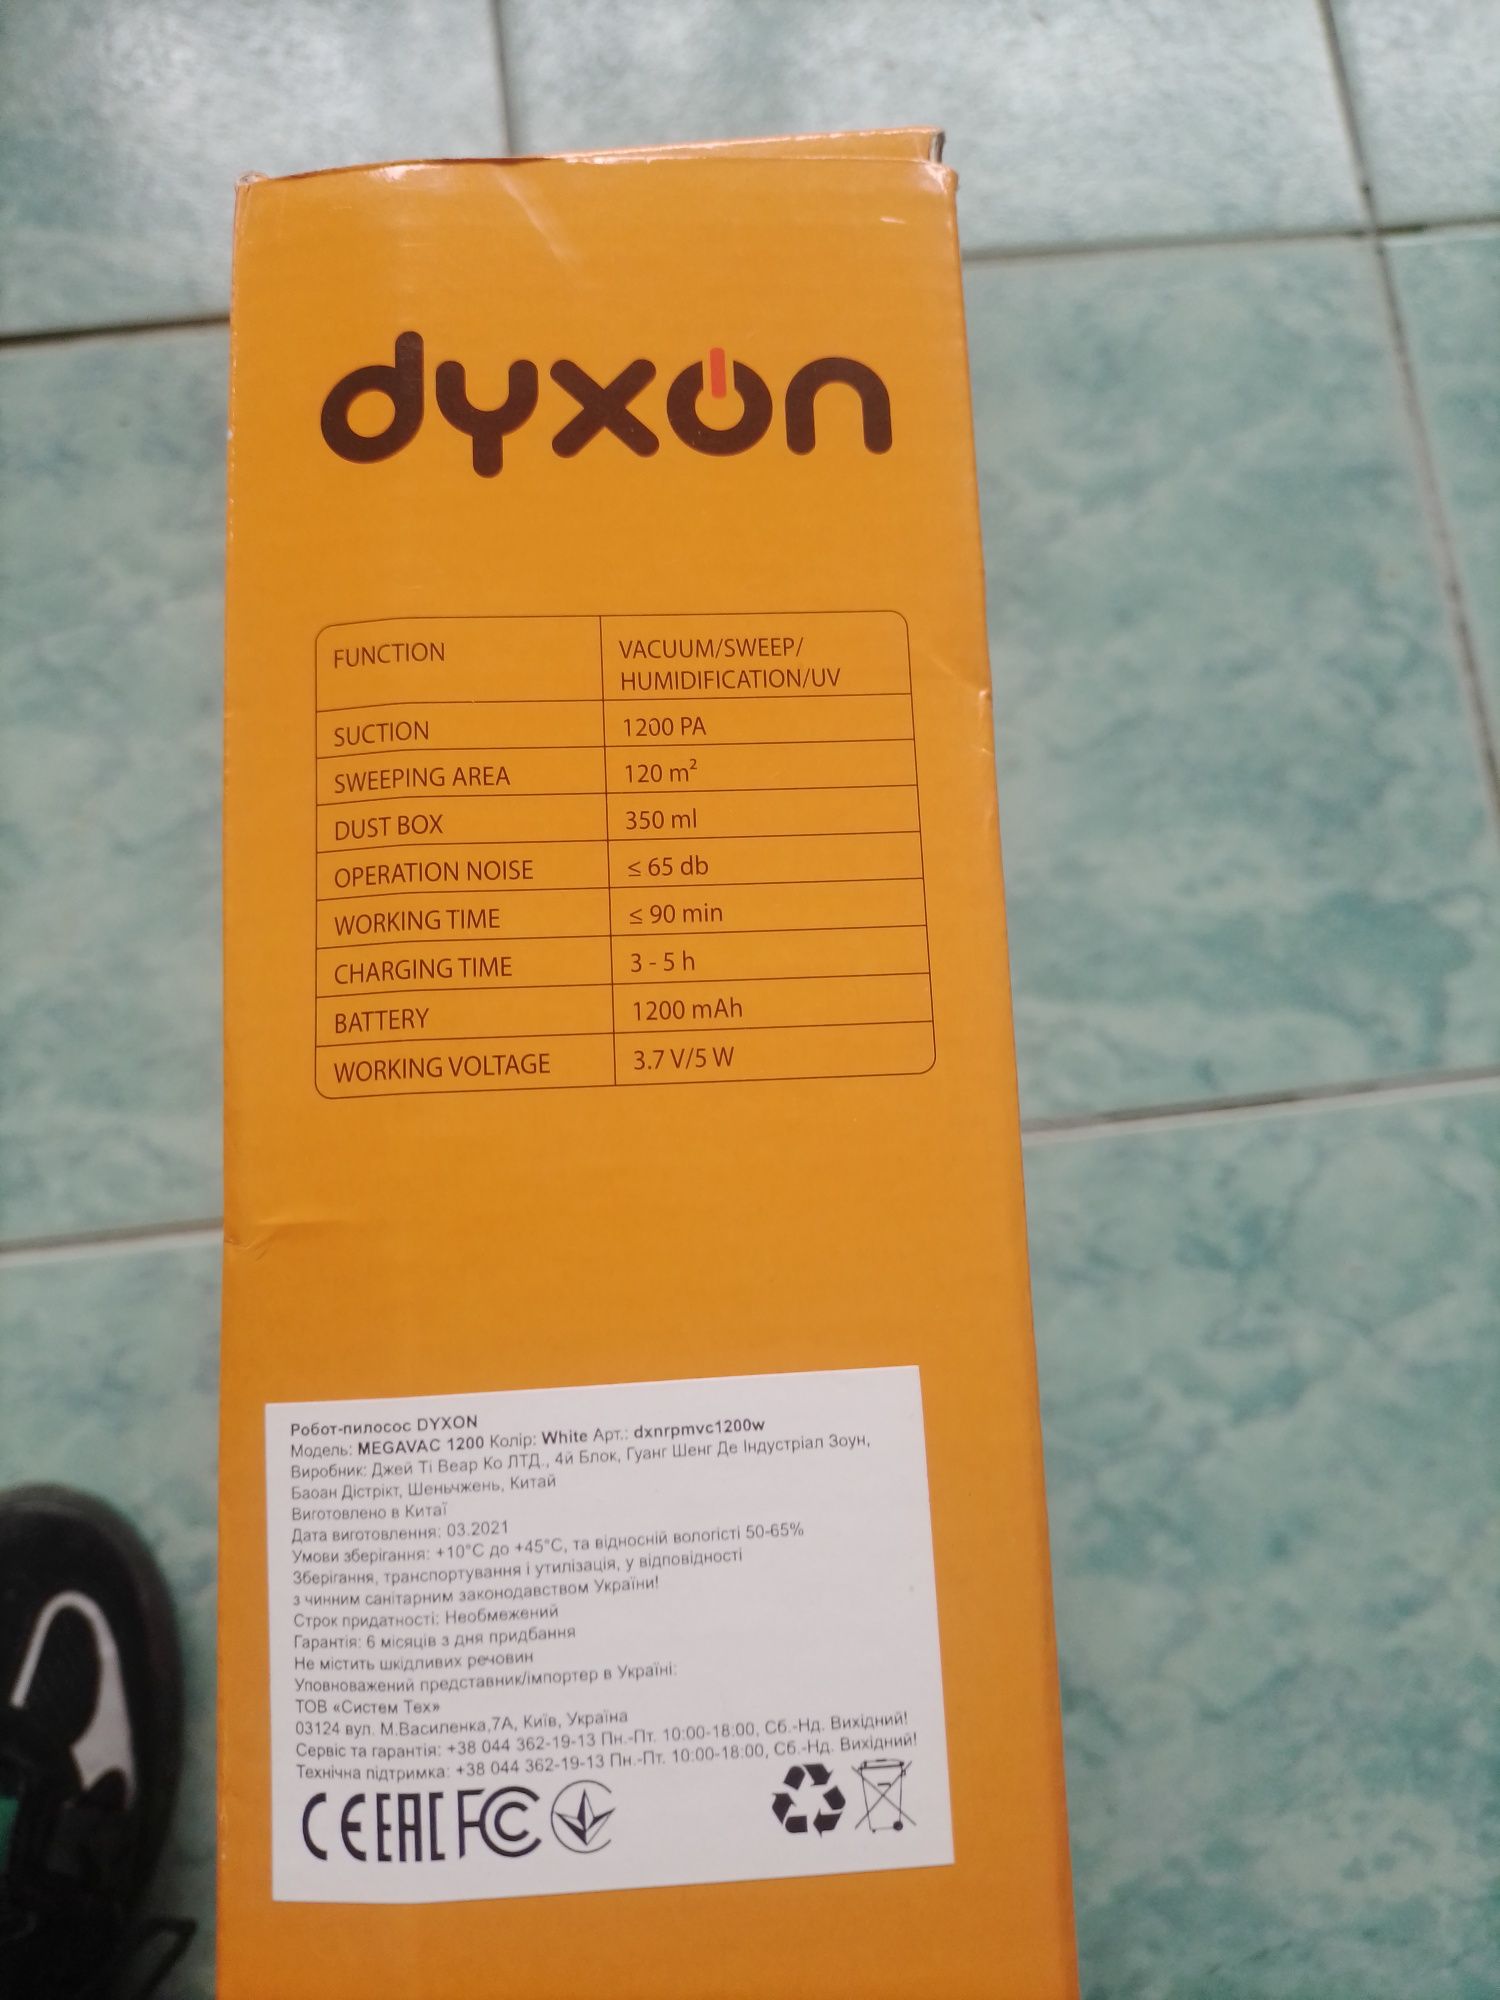 dyxon
FUNCTION VACUUM/SWEEP/
HUMIDIFICATION/UV
SUCTION 1200 PA
SWEEPING AREA 120 m²
DUST BOX 350 ml
OPERATION NOISE ≤ 65 db
WORKING TIME ≤ 90 min
CHARGING TIME 3 - 5 h
BATTERY 1200 mAh
WORKING VOLTAGE 3.7 V/5 W
Робот-пилосос DYXON
Модель: MEGAVAC 1200 Колір: White Арт.: dxnrpmvc1200w
Виробник: Джей Ті Веар Ко ЛТД., 4й Блок, Гуанг Шенг Де Індустріал Зоун,
Баоан Дістрікт, Шеньчжень, Китай
Виготовлено в Китаї
Дата виготовлення: 03.2021
Умови зберігання: +10°C до +45°C, та відносній вологісті 50-65%
Зберігання, транспортування і утилізація, у відповідності
з чинним санітарним законодавством України!
Строк придатності: Необмежений
Гарантія: 6 місяців з дня придбання
Не містить шкідливих речовин
Уповноважений представник/імпортер в Україні:
ТОВ «Систем Тех»
03124 вул. М.Василенка,7А, Київ, Україна
Сервіс та гарантія: +38 044 362-19-13 Пн.-Пт. 10:00-18:00, Сб.-Нд. Вихідний!
Технічна підтримка: +38 044 362-19-13 Пн.-Пт. 10:00-18:00, Сб.-Нд. Вихідний!
CE EAC FC